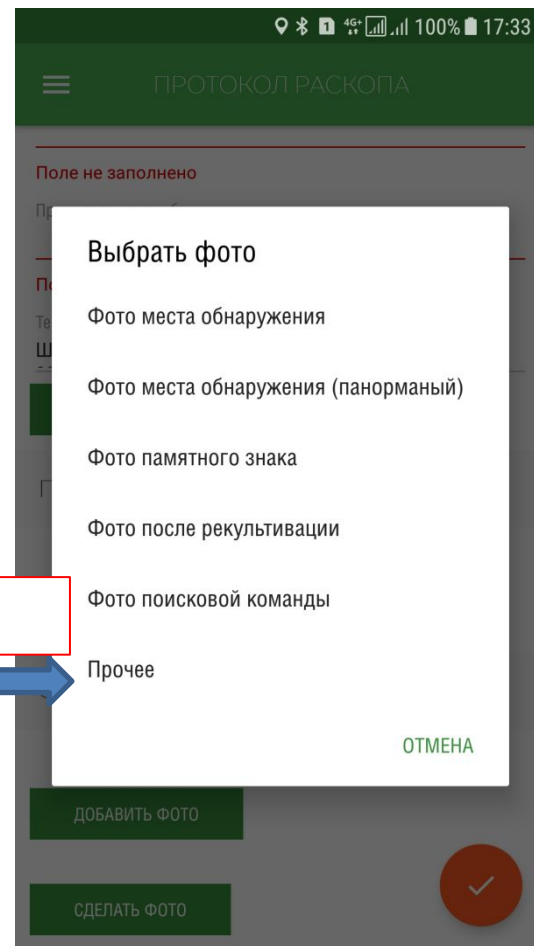 4G+ 100% 17:33
ПРОТОКОЛ РАСКОПА
Поле не заполнено
Выбрать фото
Фото места обнаружения
Фото места обнаружения (панорманый)
Фото памятного знака
Фото после рекультивации
Фото поисковой команды
Прочее
ОТМЕНА
ДОБАВИТЬ ФОТО
СДЕЛАТЬ ФОТО